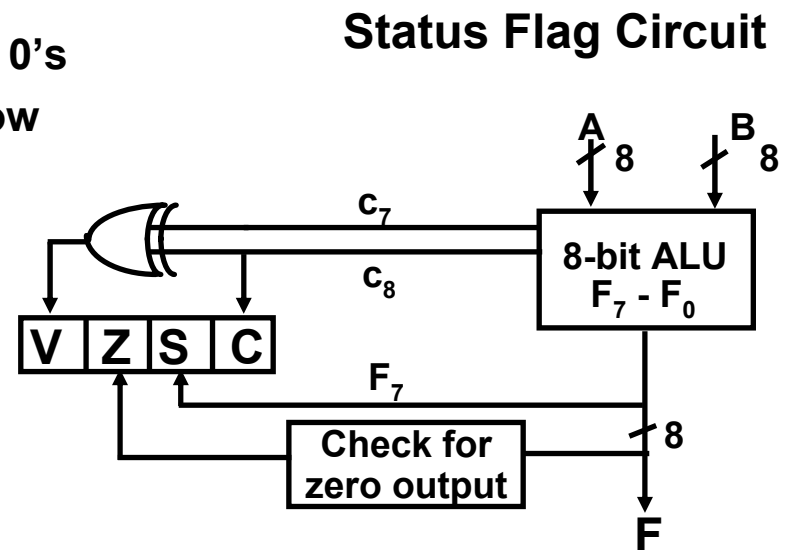 Status Flag Circuit
0's
A
B
8
8
c7
c8
8-bit ALU
F7 - F0
V Z S C
F7
8
Check for
zero output
F